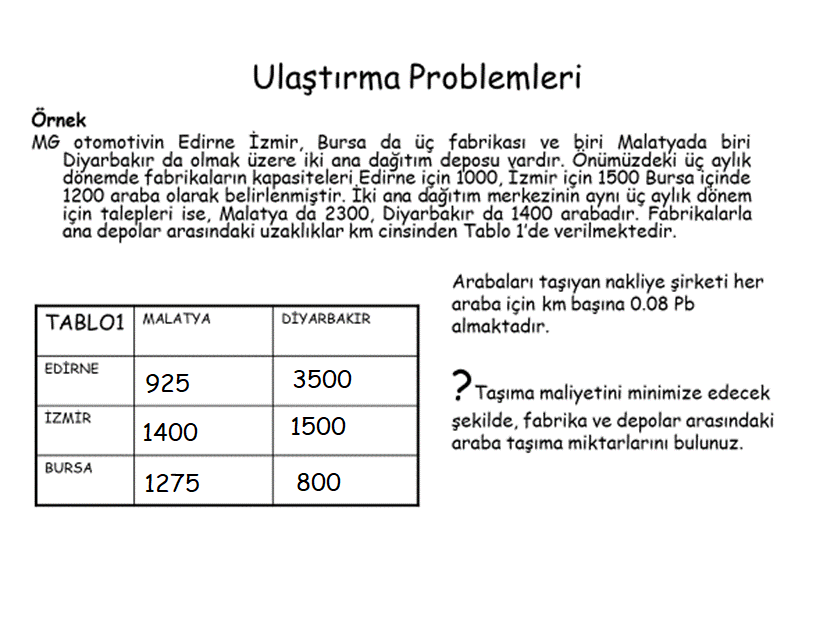 Ulaştırma Problemleri
Örnek
MG otomotivin Edirne İzmir, Bursa da üç fabrikası ve biri Malatyada biri
Diyarbakır da olmak üzere iki ana dağıtım deposu vardır. Önümüzdeki üç aylık
dönemde fabrikaların kapasiteleri Edirne için 1000, İzmir için 1500 Bursa içinde
1200 araba olarak belirlenmiştir. İki ana dağıtım merkezinin aynı üç aylık dönem
için talepleri ise, Malatya da 2300, Diyarbakır da 1400 arabadır. Fabrikalarla
ana depolar arasındaki uzaklıklar km cinsinden Tablo 1'de verilmektedir.
Arabaları taşıyan nakliye şirketi her
araba için km başına 0.08 Pb
almaktadır.
? Taşıma maliyetini minimize edecek
şekilde, fabrika ve depolar arasındaki
araba taşıma miktarlarını bulunuz.
TABLO1 MALATYA DİYARBAKIR
EDİRNE 925 3500
İZMİR 1400 1500
BURSA 1275 800